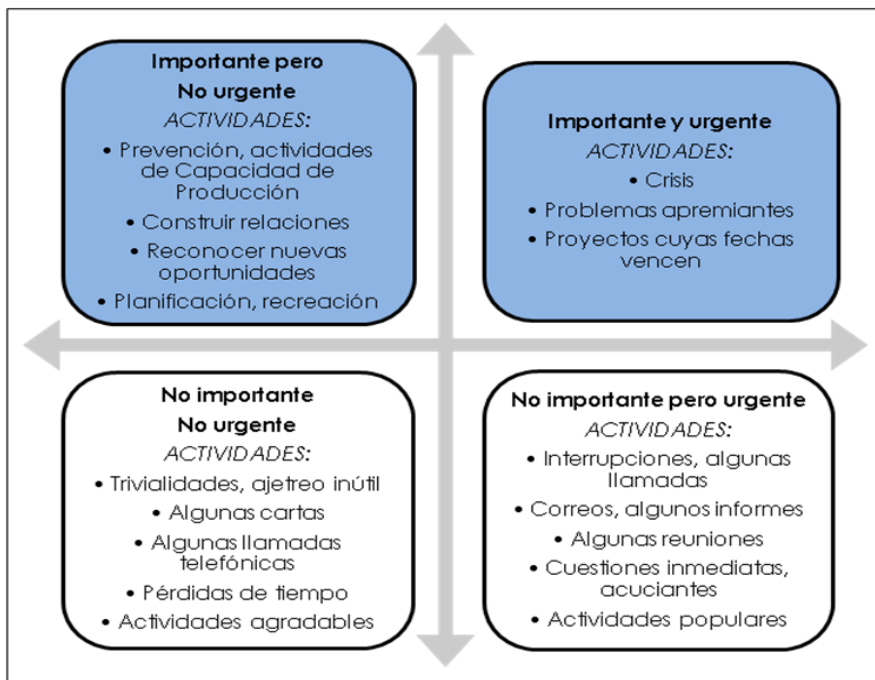 Importante pero
No urgente
ACTIVIDADES:
• Prevención, actividades
de Capacidad de
Producción
• Construir relaciones
• Reconocer nuevas
oportunidades
• Planificación, recreación
Importante y urgente
ACTIVIDADES:
• Crisis
• Problemas apremiantes
• Proyectos cuyas fechas
vencen
No importante
No urgente
ACTIVIDADES:
• Trivialidades, ajetreo inútil
• Algunas cartas
• Algunas llamadas
telefónicas
• Pérdidas de tiempo
• Actividades agradables
No importante pero urgente
ACTIVIDADES:
• Interrupciones, algunas
llamadas
• Correos, algunos informes
• Algunas reuniones
• Cuestiones inmediatas,
acuciantes
• Actividades populares